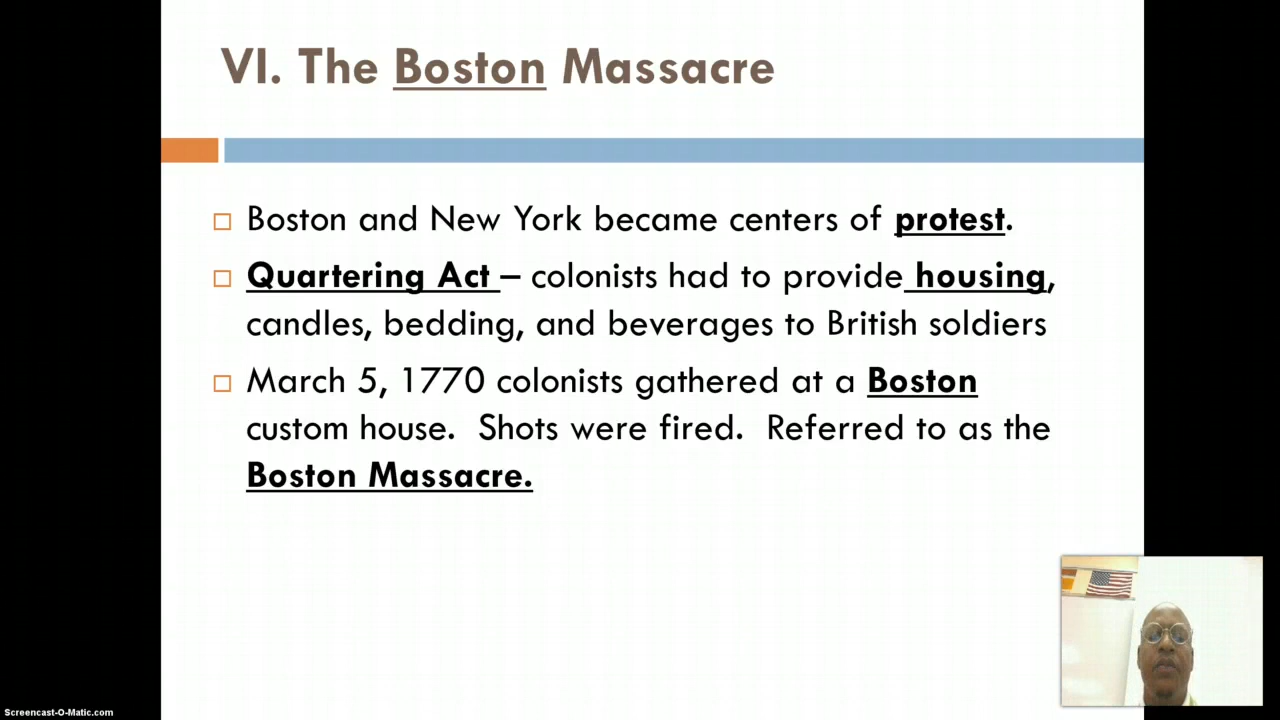 VI. The Boston Massacre
Boston and New York became centers of protest.
Quartering Act – colonists had to provide housing,
candles, bedding, and beverages to British soldiers
March 5, 1770 colonists gathered at a Boston
custom house.  Shots were fired.  Referred to as the
Boston Massacre.
Screencast-O-Matic.com